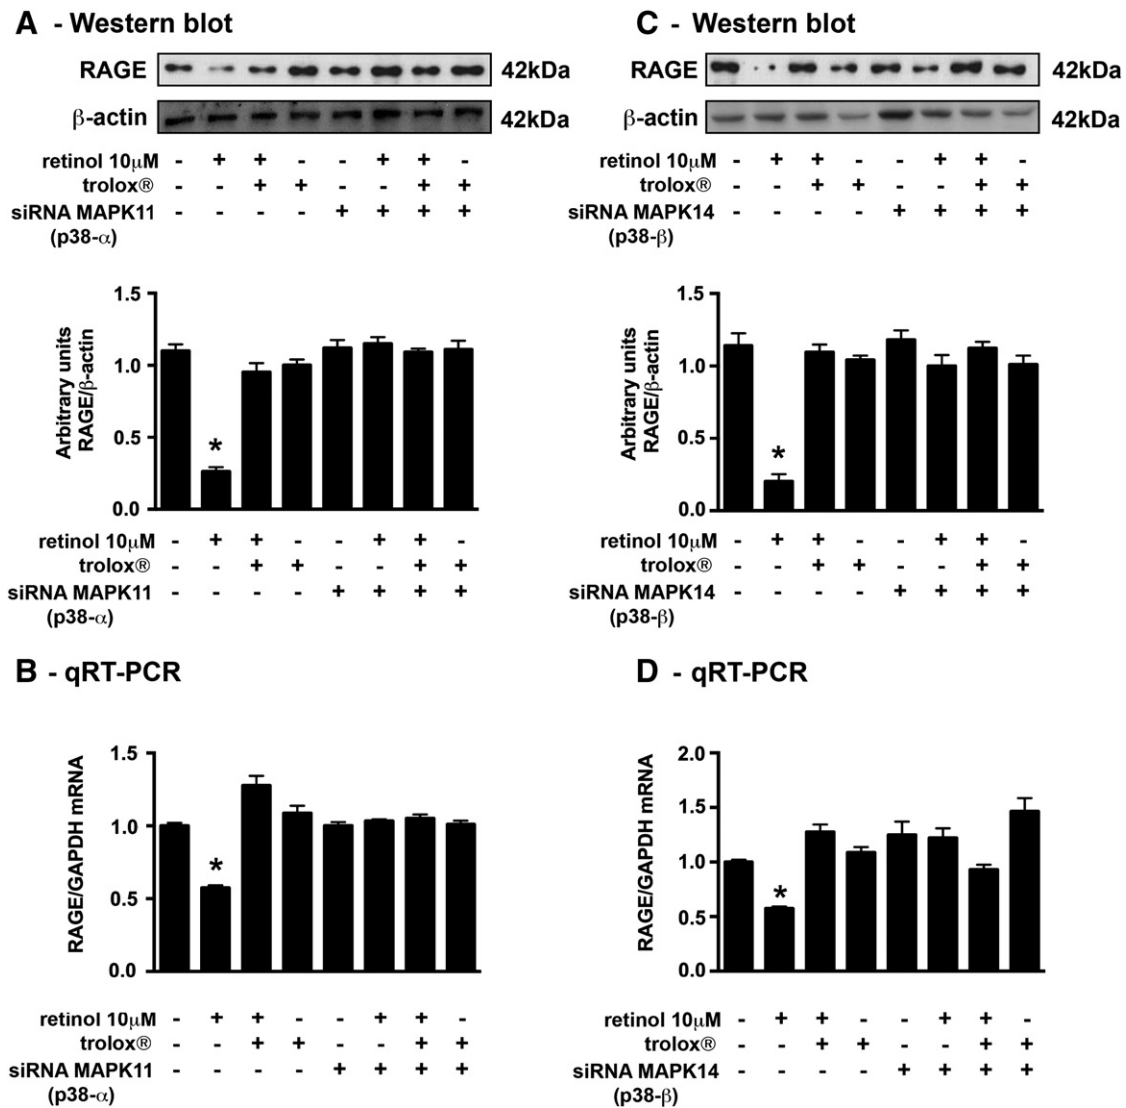 A - Western blot
RAGE 42kDa
β-actin 42kDa
retinol 10μM - + + - - + + -
trolox® - - + + - - + +
siRNA MAPK11 - - - - + + + +
(p38-α)
1.5
1.0
0.5
0.0
Arbitrary units
RAGE/β-actin
*
retinol 10μM - + + - - + + -
trolox® - - + + - - + +
siRNA MAPK11 - - - - + + + +
(p38-α)
B - qRT-PCR
1.5
1.0
0.5
0.0
RAGE/GAPDH mRNA
*
retinol 10μM - + + - - + + -
trolox® - - + + - - + +
siRNA MAPK11 - - - - + + + +
(p38-α)
C - Western blot
RAGE 42kDa
β-actin 42kDa
retinol 10μM - + + - - + + -
trolox® - - + + - - + +
siRNA MAPK14 - - - - + + + +
(p38-β)
1.5
1.0
0.5
0.0
Arbitrary units
RAGE/β-actin
*
retinol 10μM - + + - - + + -
trolox® - - + + - - + +
siRNA MAPK14 - - - - + + + +
(p38-β)
D - qRT-PCR
2.0
1.5
1.0
0.5
0.0
RAGE/GAPDH mRNA
*
retinol 10μM - + + - - + + -
trolox® - - + + - - + +
siRNA MAPK14 - - - - + + + +
(p38-β)